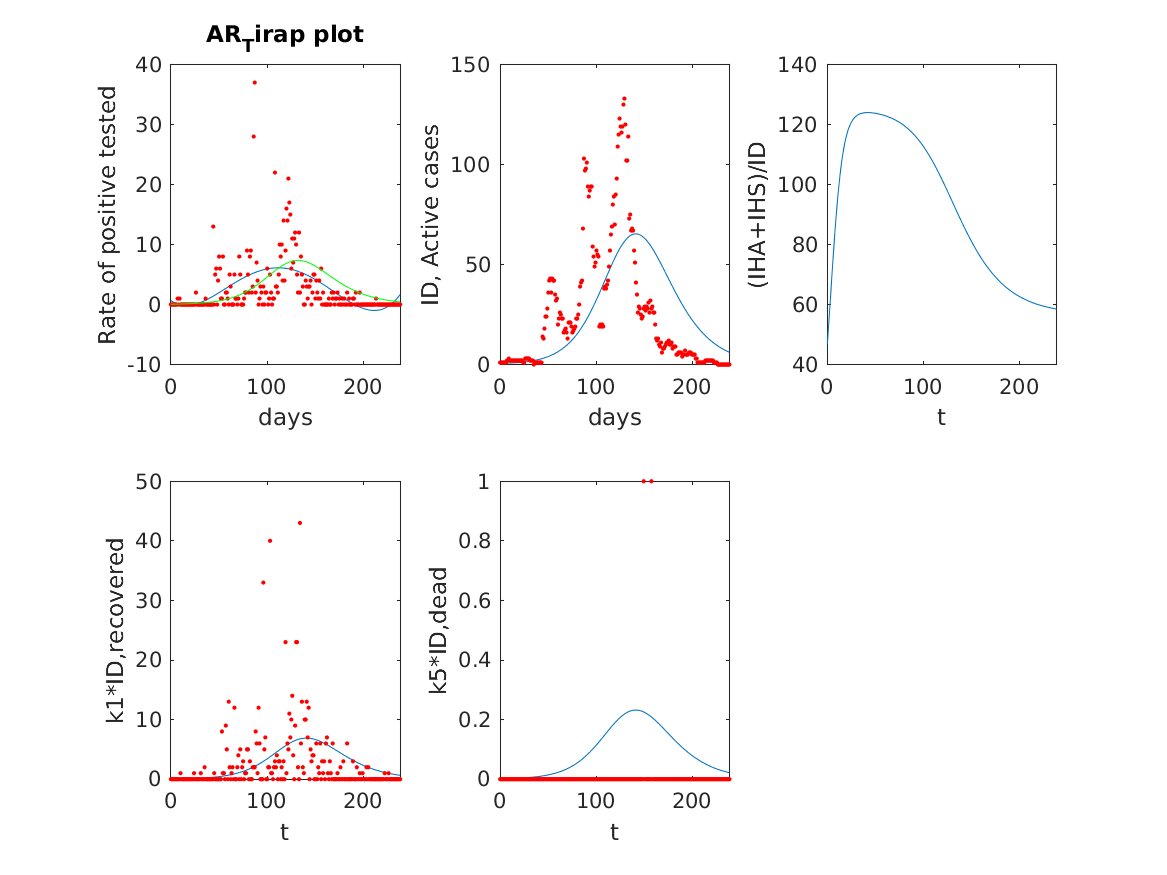 AR_Tirap plot
40
30
20
10
0
-10
Rate of positive tested
0 100 200
days
150
100
50
0
ID, Active cases
0 100 200
days
140
120
100
80
60
40
(IHA+IHS)/ID
0 100 200
t
50
40
30
20
10
0
k1*ID,recovered
0 100 200
t
1
0.8
0.6
0.4
0.2
0
k5*ID,dead
0 100 200
t